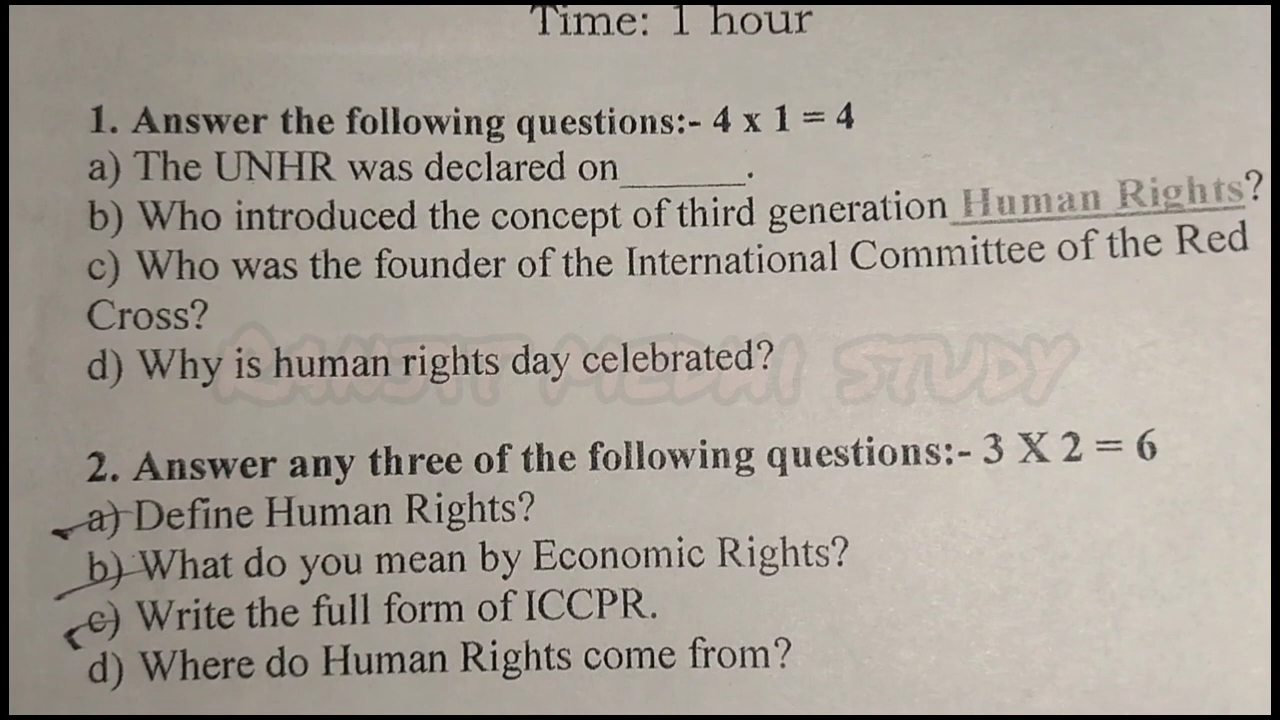 Time: 1 hour
1. Answer the following questions:- 4 x 1 = 4
a) The UNHR was declared on______.
b) Who introduced the concept of third generation Human Rights?
c) Who was the founder of the International Committee of the Red
Cross?
RANJIT MEDHI STUDY
d) Why is human rights day celebrated?
2. Answer any three of the following questions:- 3 X 2 = 6
a) Define Human Rights?
b) What do you mean by Economic Rights?
c) Write the full form of ICCPR.
d) Where do Human Rights come from?